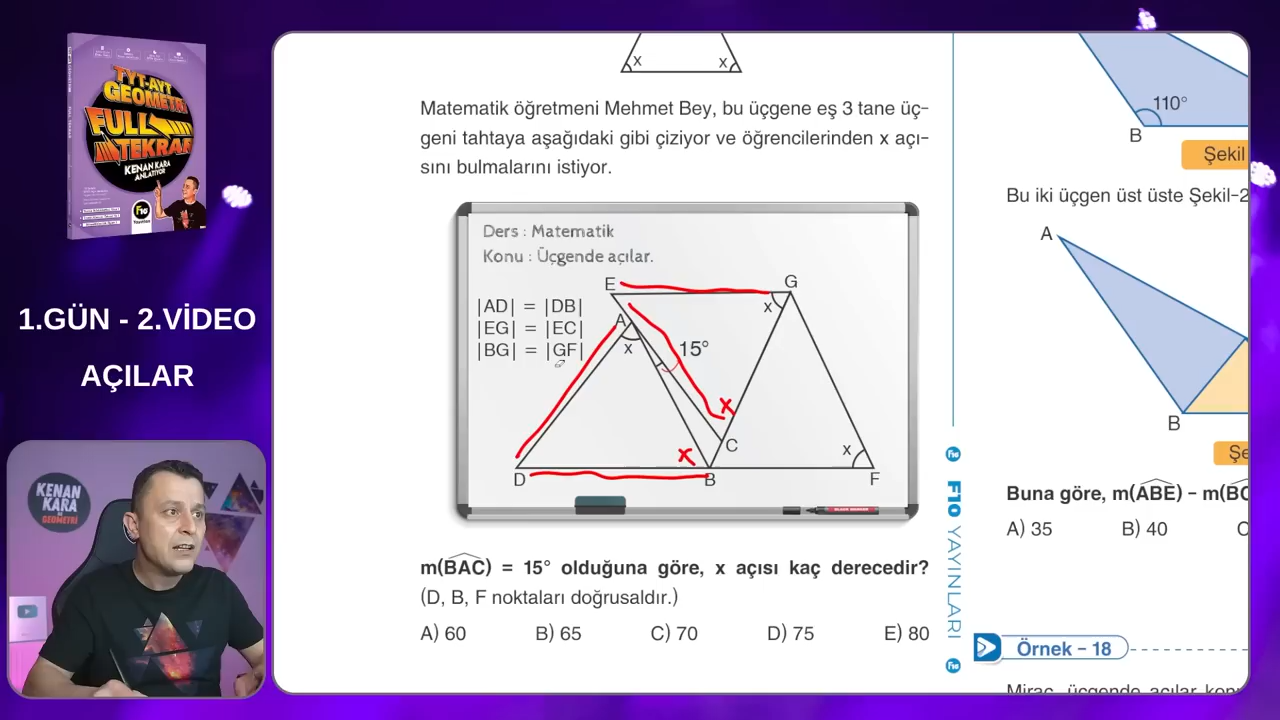 TYT-AYT
GEOMETRİ
FULL
TEKRAR
KENAN KARA
ANLATIYOR
F10
Yayınları
1.GÜN - 2.VİDEO
AÇILAR
KENAN
KARA
ile
GEOMETRİ
x x
Matematik öğretmeni Mehmet Bey, bu üçgene eş 3 tane üç-
geni tahtaya aşağıdaki gibi çiziyor ve öğrencilerinden x açı-
sını bulmalarını istiyor.
Ders : Matematik
Konu : Üçgende açılar.
|AD| = |DB|
|EG| = |EC|
|BG| = |GF|
E G
A x
x 15°
x
C
x x
D B F
m(BAC) = 15° olduğuna göre, x açısı kaç derecedir?
(D, B, F noktaları doğrusaldır.)
A) 60 B) 65 C) 70 D) 75 E) 80
F10 YAYINLARI
110°
B
Şekil
Bu iki üçgen üst üste Şekil-2
A
B
Şe
Buna göre, m(ABE) – m(BC
A) 35 B) 40 C
Örnek – 18